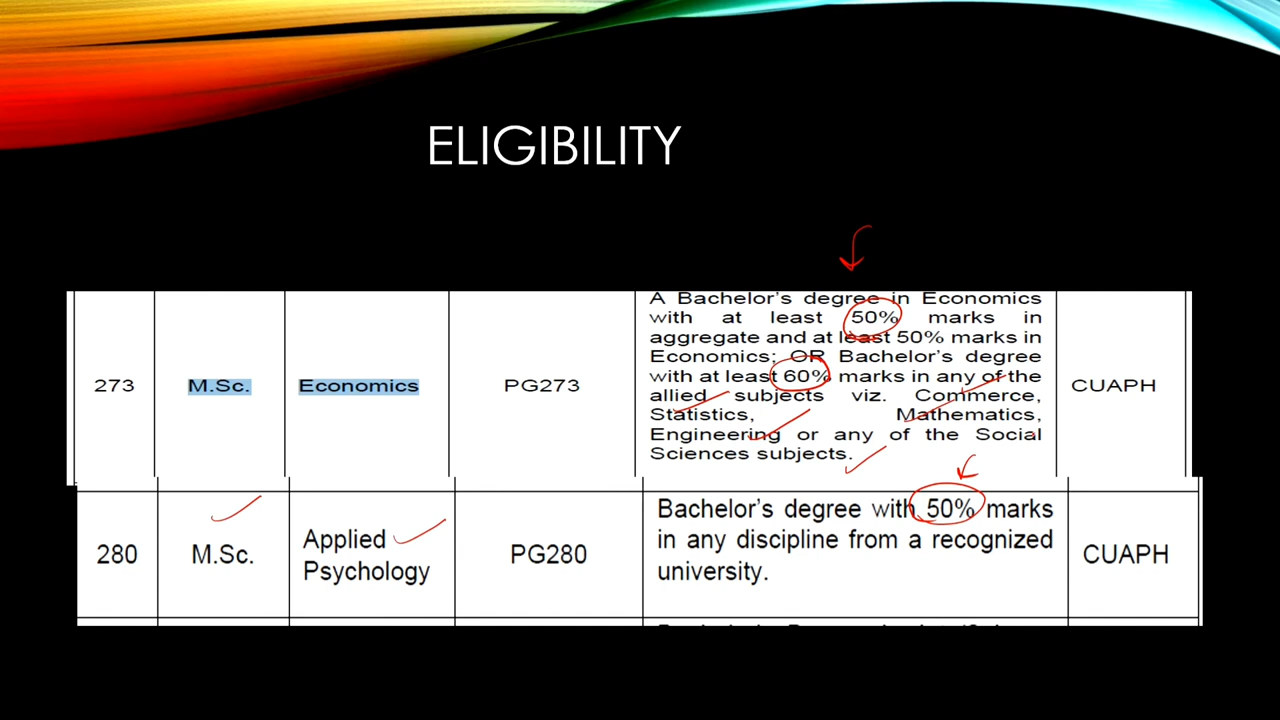 ELIGIBILITY
A Bachelor's degree in Economics
with at least 50% marks in
aggregate and at least 50% marks in
Economics; OR Bachelor's degree
with at least 60% marks in any of the
273 M.Sc. Economics PG273 CUAPH
allied subjects viz. Commerce,
Statistics, Mathematics,
Engineering or any of the Social
Sciences subjects.
Bachelor's degree with 50% marks
in any discipline from a recognized
university.
280 M.Sc. Applied Psychology PG280 CUAPH